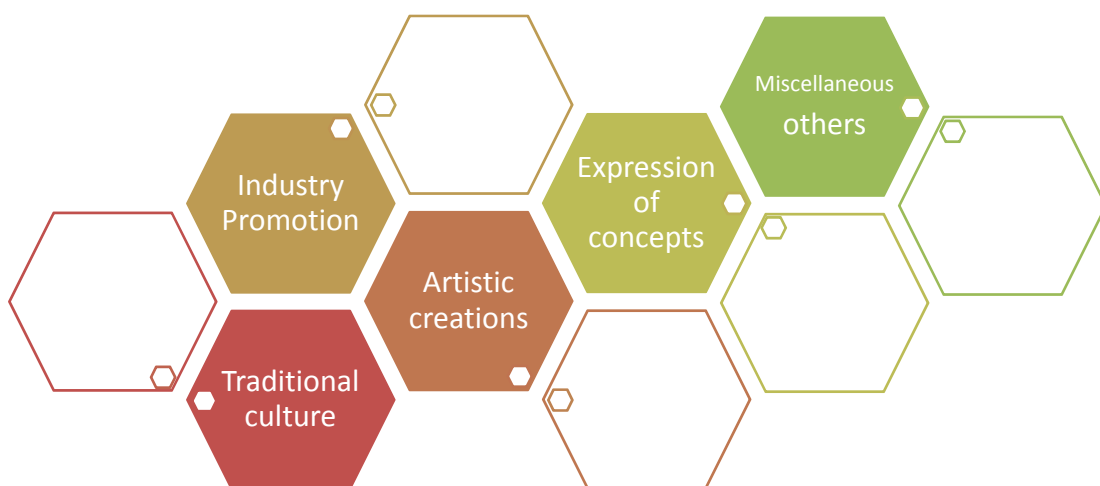 Miscellaneous
others
Industry
Promotion
Expression
of
concepts
Artistic
creations
Traditional
culture